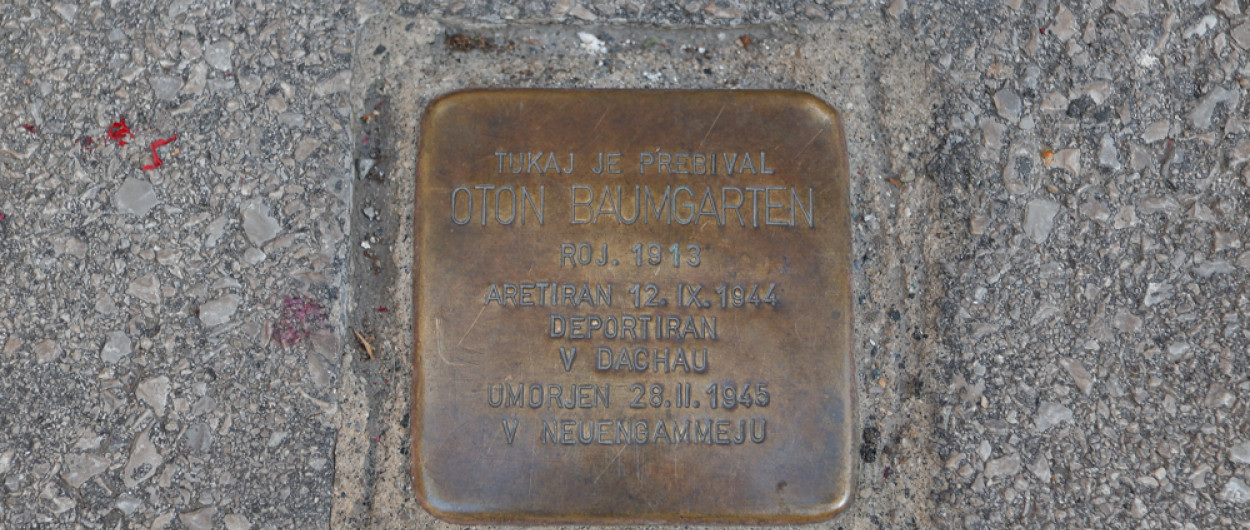 TUKAJ JE PREBIVAL
OTON BAUMGARTEN
ROJ. 1913
ARETIRAN 12. IX. 1944
DEPORTIRAN
V DACHAU
UMORJEN 28. II. 1945
V NEUENGAMMEJU